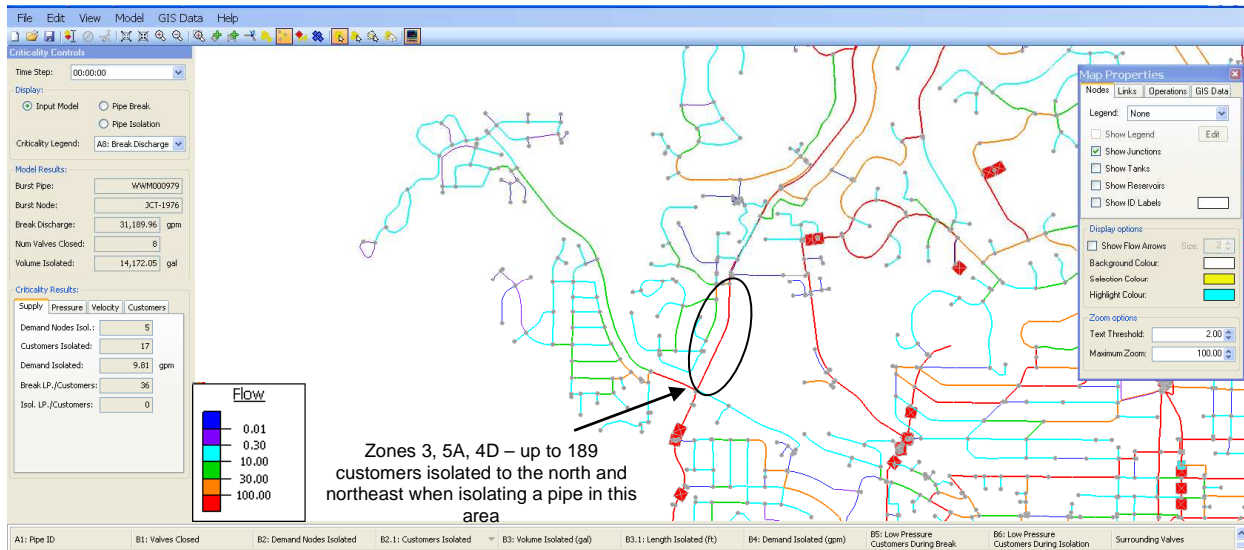 File Edit View Model GIS Data Help
Criticality Controls
Time Step: 00:00:00
Display:
Input Model Pipe Break
Pipe Isolation
Criticality Legend: A8: Break Discharge
Model Results:
Burst Pipe: WWM000979
Burst Node: JCT-1976
Break Discharge: 31,189.96 gpm
Num Valves Closed: 8
Volume Isolated: 14,172.05 gal
Criticality Results:
Supply Pressure Velocity Customers
Demand Nodes Isol.: 5
Customers Isolated: 17
Demand Isolated: 9.81 gpm
Break LP./Customers: 36
Isol. LP./Customers: 0
Flow
0.01
0.30
10.00
30.00
100.00
Zones 3, 5A, 4D – up to 189
customers isolated to the north and
northeast when isolating a pipe in this
area
Map Properties
Nodes Links Operations GIS Data
Legend: None
Show Legend Edit
Show Junctions
Show Tanks
Show Reservoirs
Show ID Labels
Display options
Show Flow Arrows Size: 2
Background Colour:
Selection Colour:
Highlight Colour:
Zoom options
Text Threshold: 2.00
Maximum Zoom: 100.00
A1: Pipe ID B1: Valves Closed B2: Demand Nodes Isolated B2.1: Customers Isolated B3: Volume Isolated (gal) B3.1: Length Isolated (ft) B4: Demand Isolated (gpm) B5: Low Pressure Customers During Break B6: Low Pressure Customers During Isolation Surrounding Valves